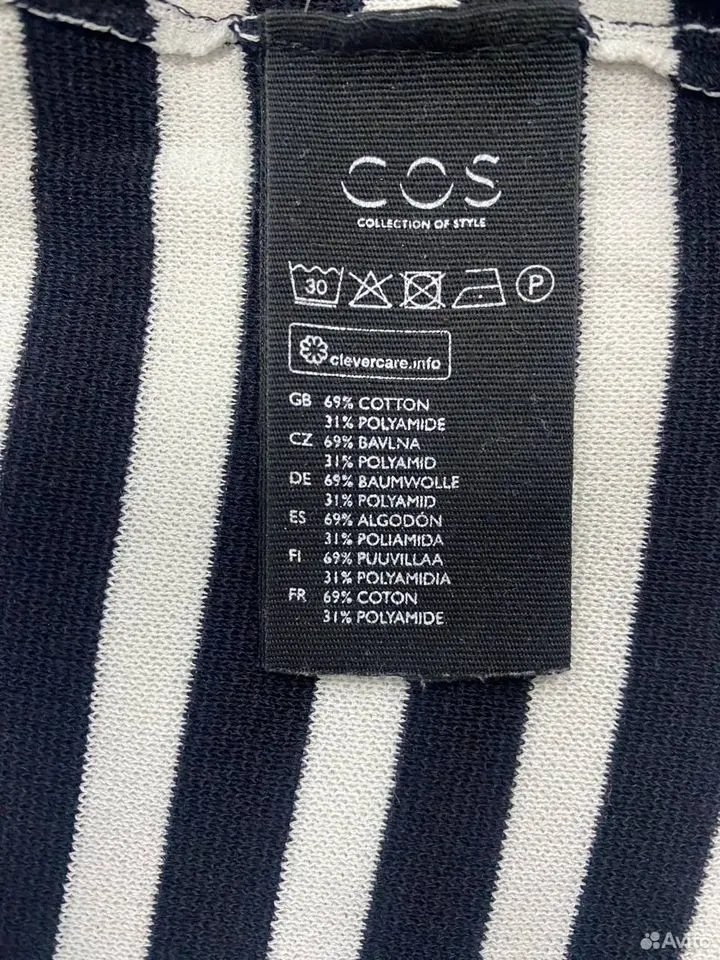 COS
COLLECTION OF STYLE
30
P
clevercare.info
GB 69% COTTON
31% POLYAMIDE
CZ 69% BAVLNA
31% POLYAMID
DE 69% BAUMWOLLE
31% POLYAMID
ES 69% ALGODÓN
31% POLIAMIDA
FI 69% PUUVILLAA
31% POLYAMIDIA
FR 69% COTON
31% POLYAMIDE
Avito